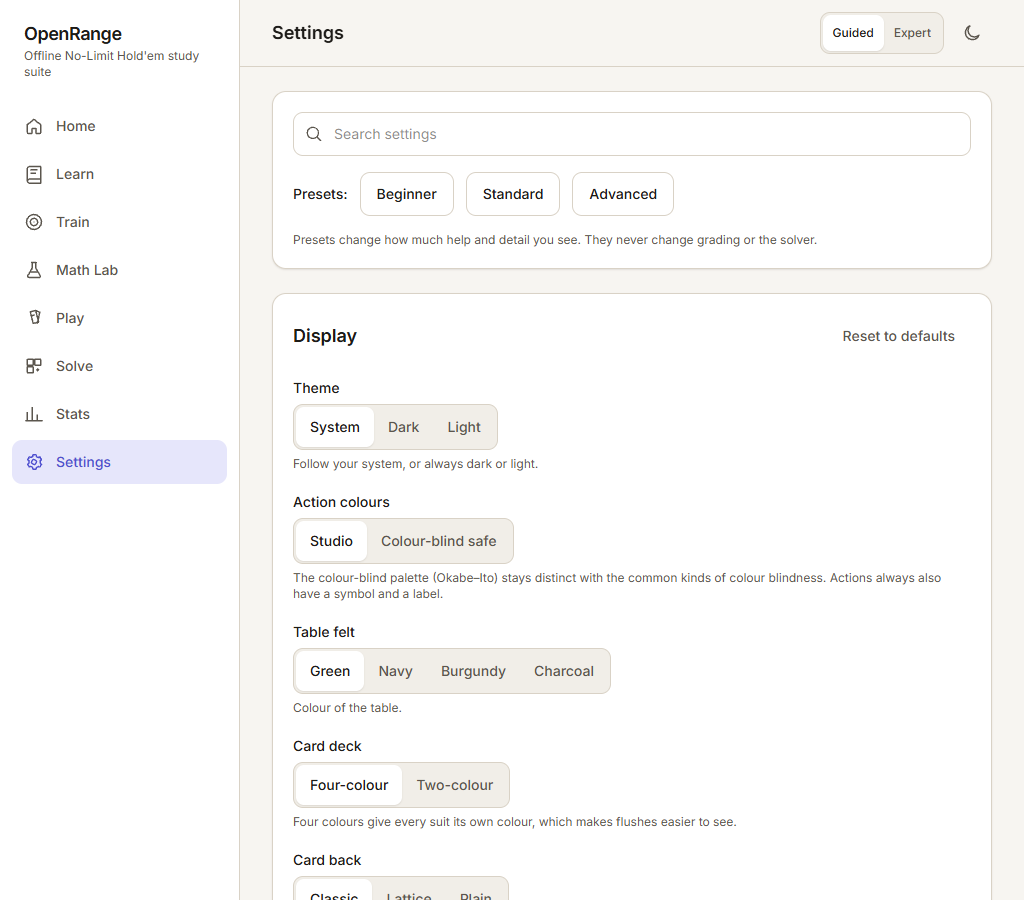 OpenRange
Offline No-Limit Hold'em study
suite
Home
Learn
Train
Math Lab
Play
Solve
Stats
Settings
Settings
Guided
Expert
Search settings
Presets:
Beginner
Standard
Advanced
Presets change how much help and detail you see. They never change grading or the solver.
Display
Reset to defaults
Theme
System
Dark
Light
Follow your system, or always dark or light.
Action colours
Studio
Colour-blind safe
The colour-blind palette (Okabe–Ito) stays distinct with the common kinds of colour blindness. Actions always also
have a symbol and a label.
Table felt
Green
Navy
Burgundy
Charcoal
Colour of the table.
Card deck
Four-colour
Two-colour
Four colours give every suit its own colour, which makes flushes easier to see.
Card back
Classic
Lattice
Plain